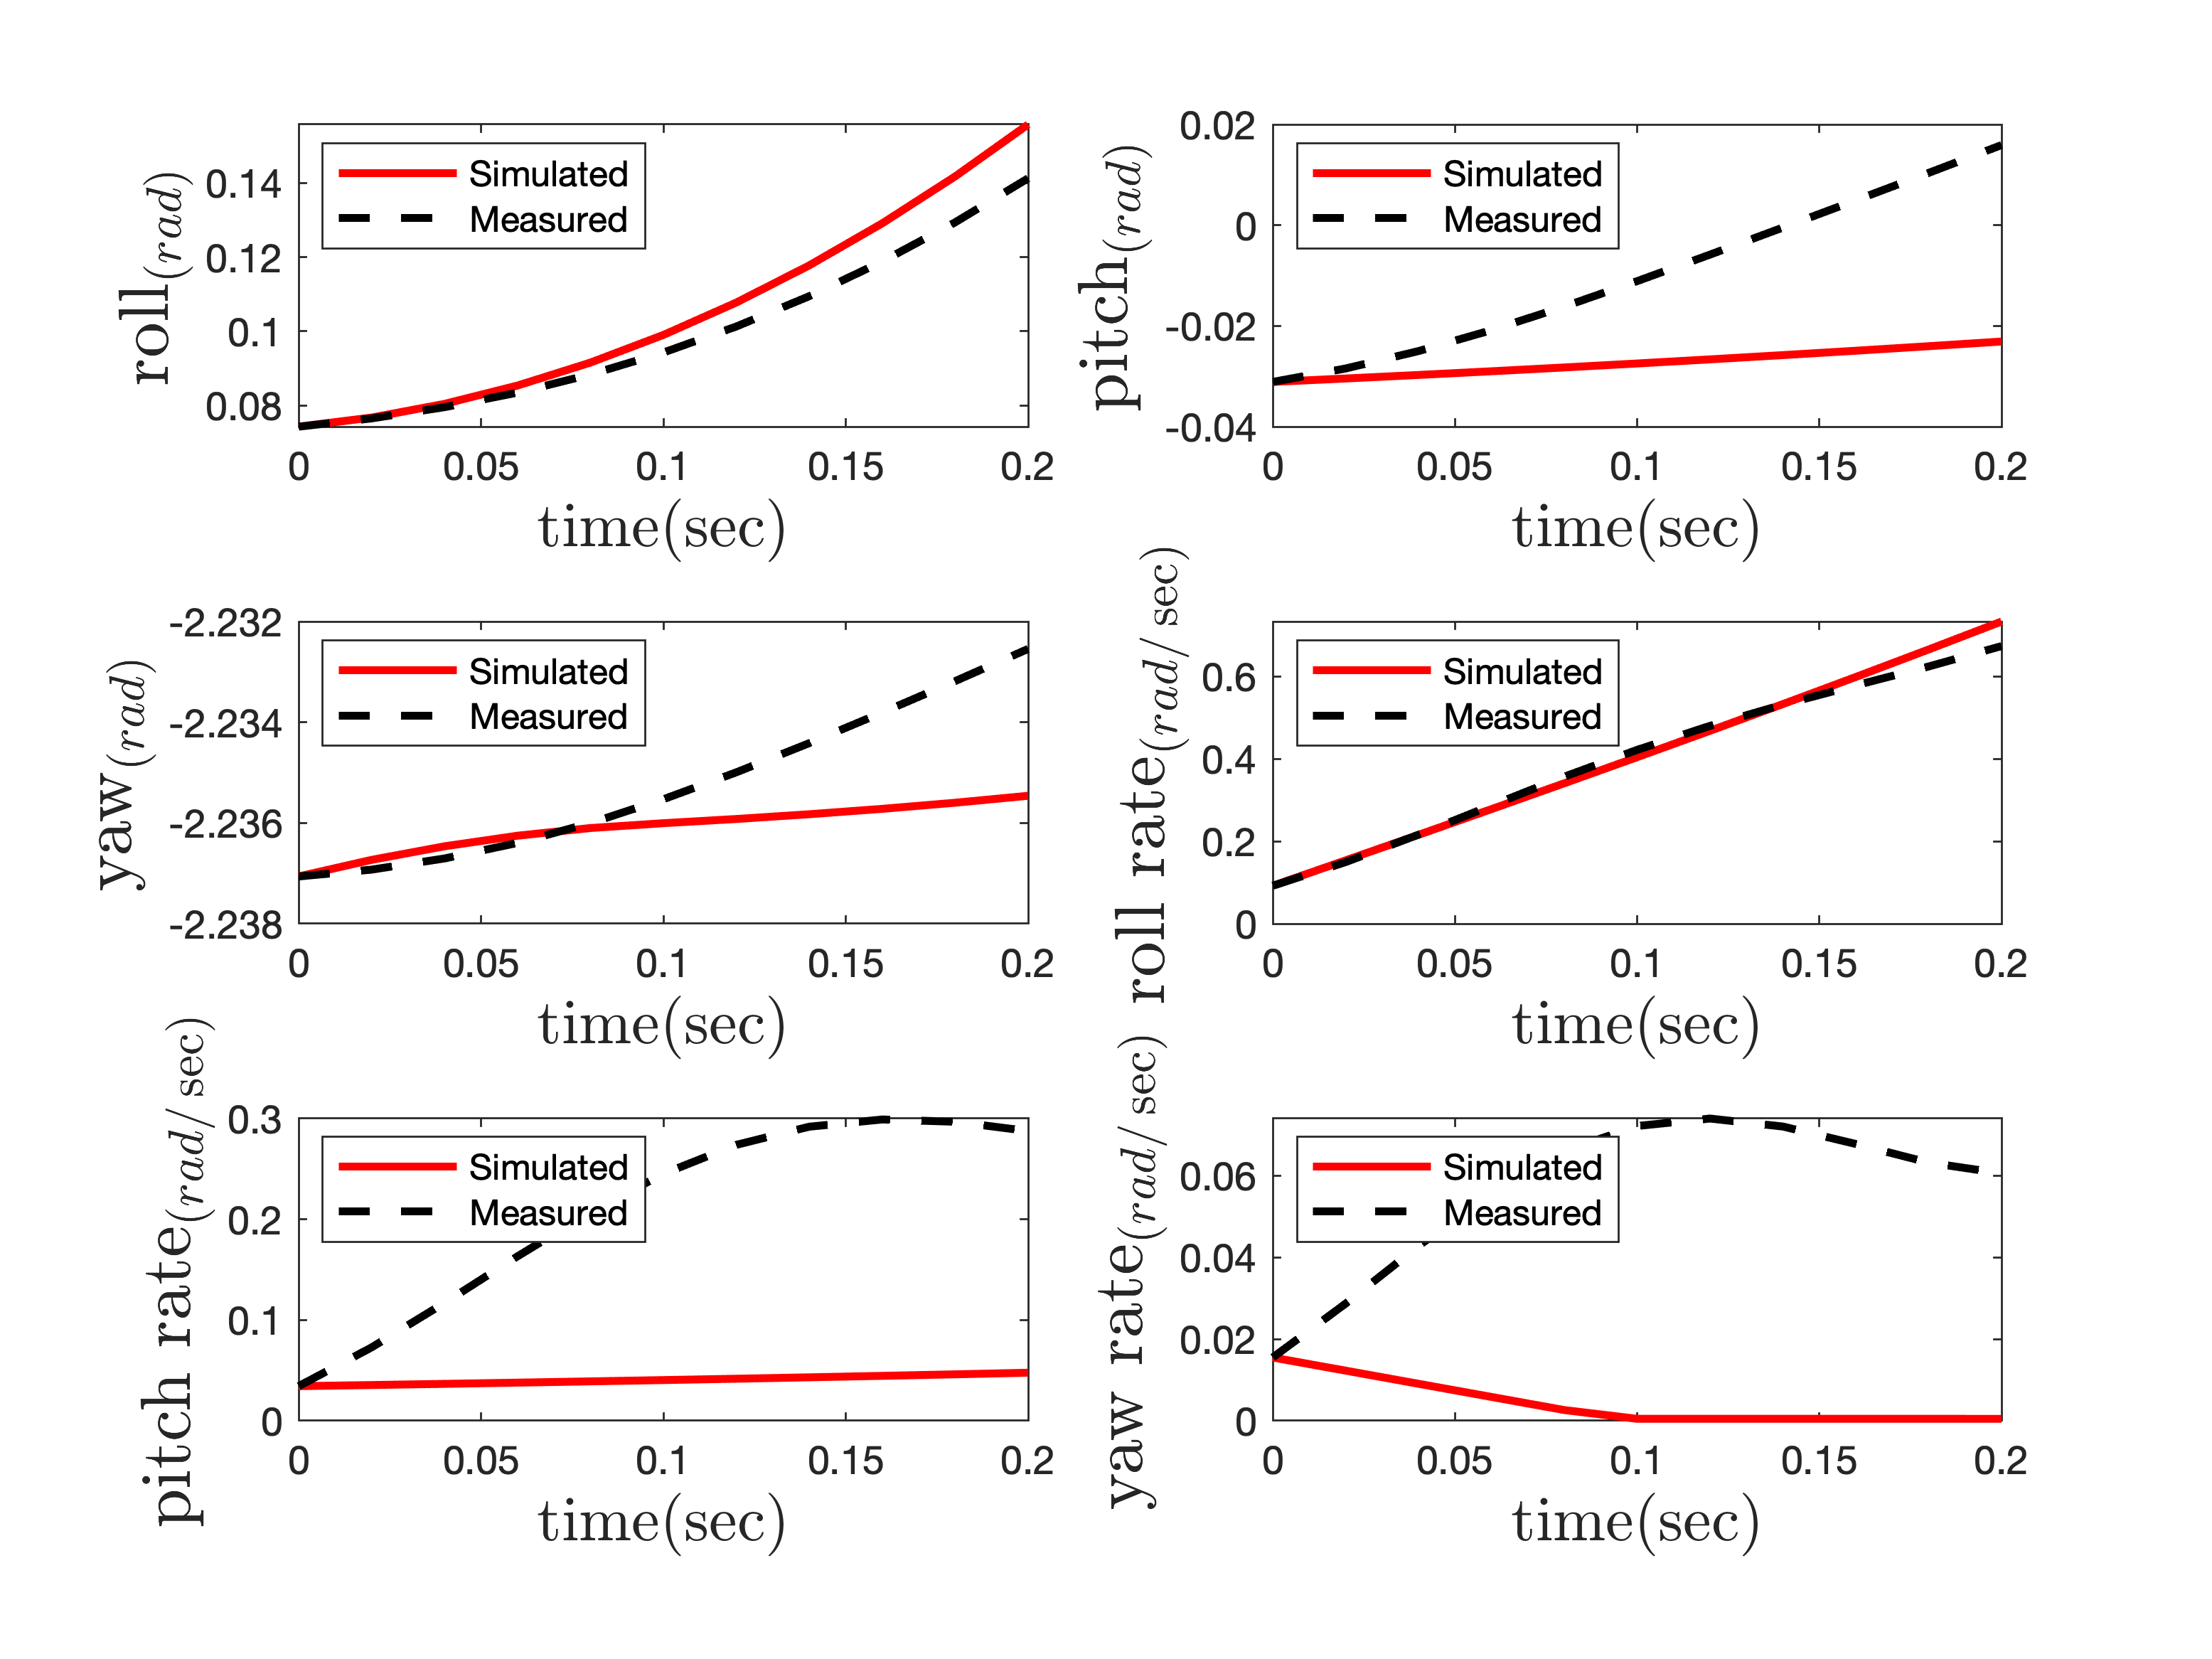 roll(rad)
0.14
0.12
0.1
0.08
Simulated
Measured
0 0.05 0.1 0.15 0.2
time(sec)
pitch(rad)
0.02
0
-0.02
-0.04
Simulated
Measured
0 0.05 0.1 0.15 0.2
time(sec)
yaw(rad)
-2.232
-2.234
-2.236
-2.238
Simulated
Measured
0 0.05 0.1 0.15 0.2
time(sec)
roll rate(rad/sec)
0.6
0.4
0.2
0
Simulated
Measured
0 0.05 0.1 0.15 0.2
time(sec)
pitch rate(rad/sec)
0.3
0.2
0.1
0
Simulated
Measured
0 0.05 0.1 0.15 0.2
time(sec)
yaw rate(rad/sec)
0.06
0.04
0.02
0
Simulated
Measured
0 0.05 0.1 0.15 0.2
time(sec)